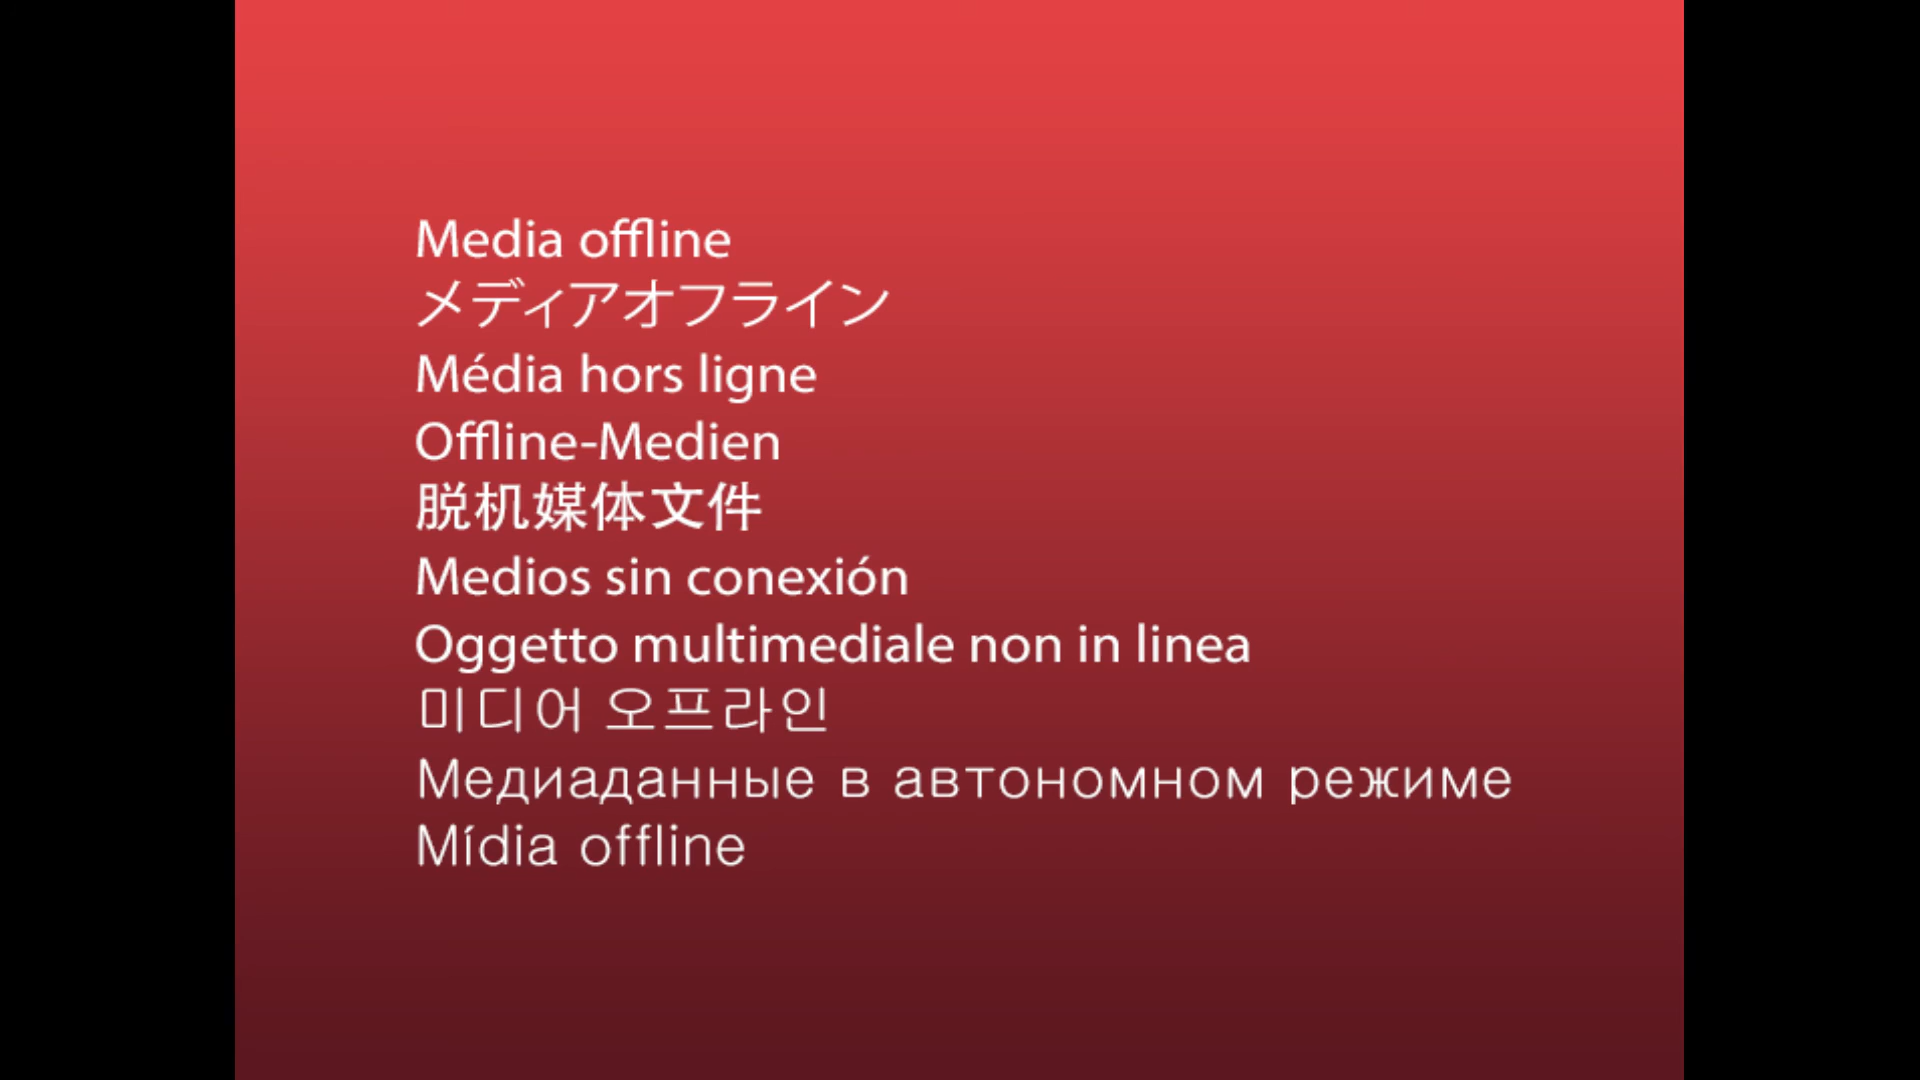 Media offline
メディアオフライン
Média hors ligne
Offline-Medien
脱机媒体文件
Medios sin conexión
Oggetto multimediale non in linea
미디어 오프라인
Медиаданные в автономном режиме
Mídia offline